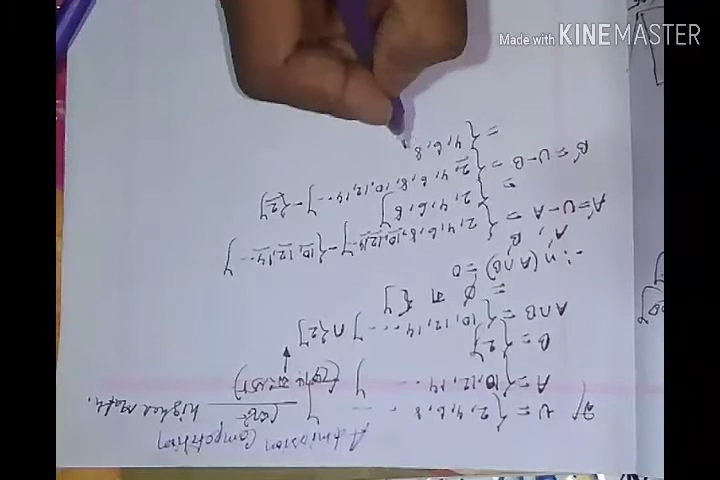 Made with KINEMASTER
Admission Competition
higher math.
U = { 2, 4, 6, 8 . . . . }
A = { 10, 12, 14 . . . }
B = { 2 }
A∩B = { 10, 12, 14 . . . } ∩ {2}
= ∅ বা { }
∴ n (A∩B) = 0
A' B'
A' = U - A = { 2, 4, 6, 8, 10, 12, 14 . . } - { 10, 12, 14 . . }
= { 2, 4, 6, 8 }
B' = U - B = { 2, 4, 6, 8, 10, 12, 14 . . . } - {2}
= { 4, 6, 8